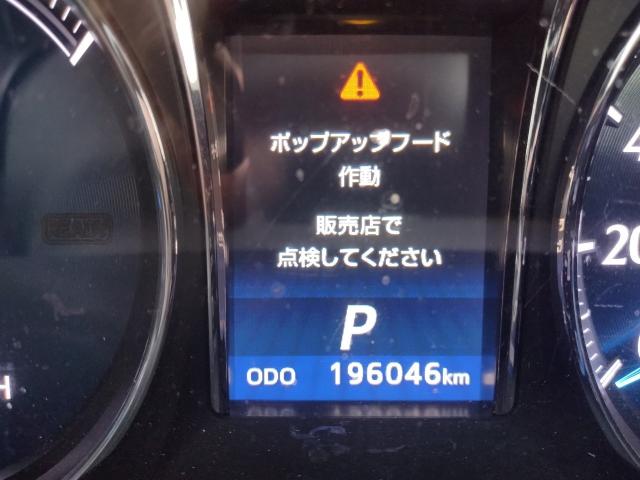 ポップアップフード
作動
販売店で
点検してください
P
ODO 196046km
20
H